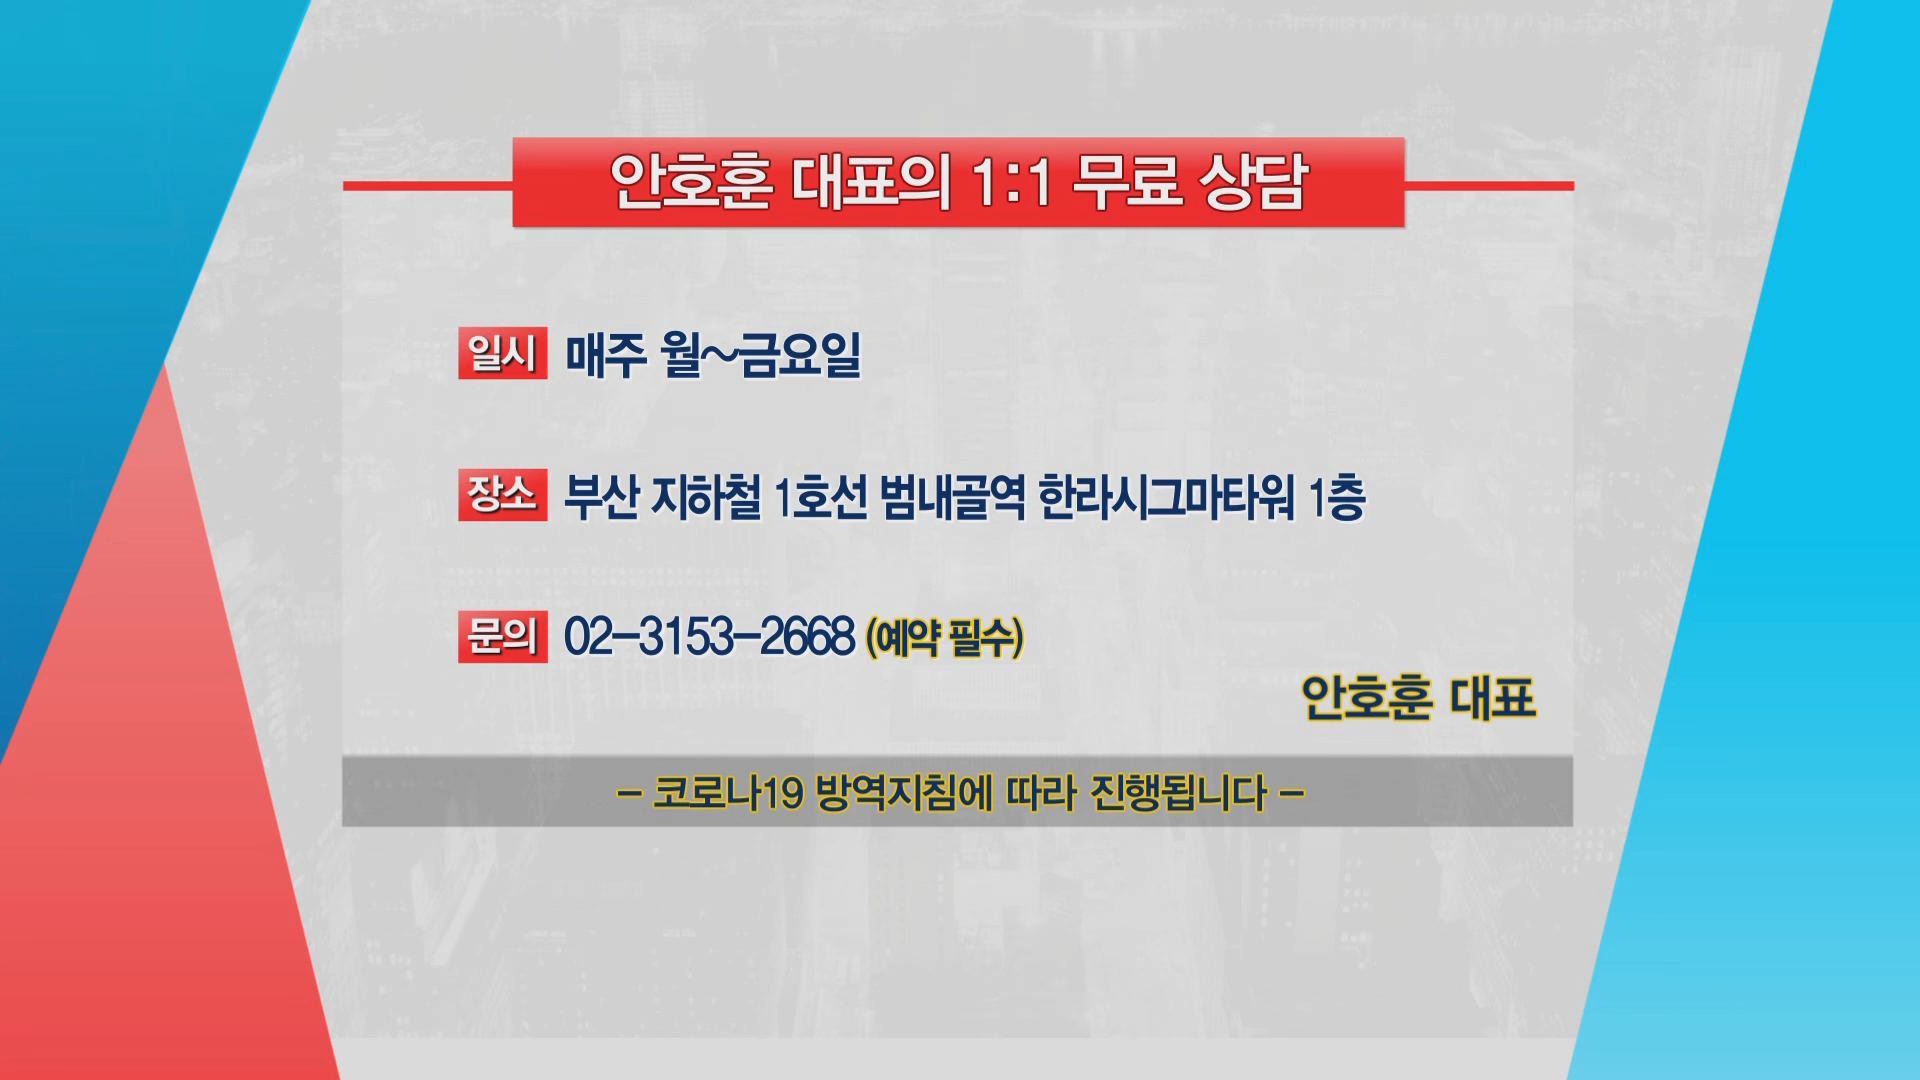 안호훈 대표의 1:1 무료 상담
일시 매주 월~금요일
장소 부산 지하철 1호선 범내골역 한라시그마타워 1층
문의 02-3153-2668 (예약 필수)
안호훈 대표
- 코로나19 방역지침에 따라 진행됩니다 -